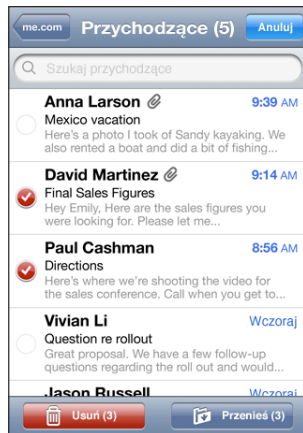 me.com Przychodzące (5) Anuluj
Szukaj przychodzące
Anna Larson 9:39 AM
Mexico vacation
Here's a photo I took of Sandy kayaking. We
also rented a boat and did a bit of fishing...
David Martinez 9:14 AM
Final Sales Figures
Hey Emily, Here are the sales figures you
were looking for. Please let me...
Paul Cashman 8:56 AM
Directions
Here's where we're shooting the video for
the sales conference. Call when you get to...
Vivian Li Wczoraj
Question re rollout
Great proposal. We have a few follow-up
questions regarding the roll out and would...
Jason Russell Wczoraj
Usuń (3) Przenieś (3)